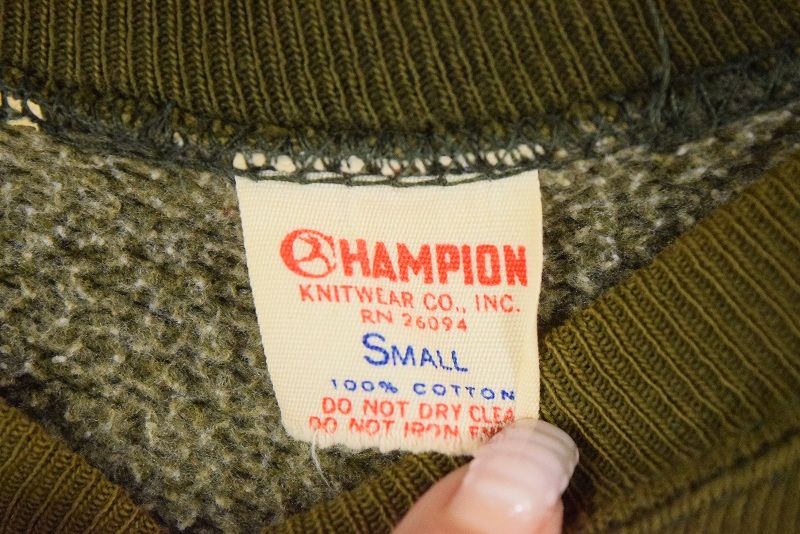 CHAMPION
KNITWEAR CO., INC.
RN 26094
SMALL
100% COTTON
DO NOT DRY CLEA
DO NOT IRON